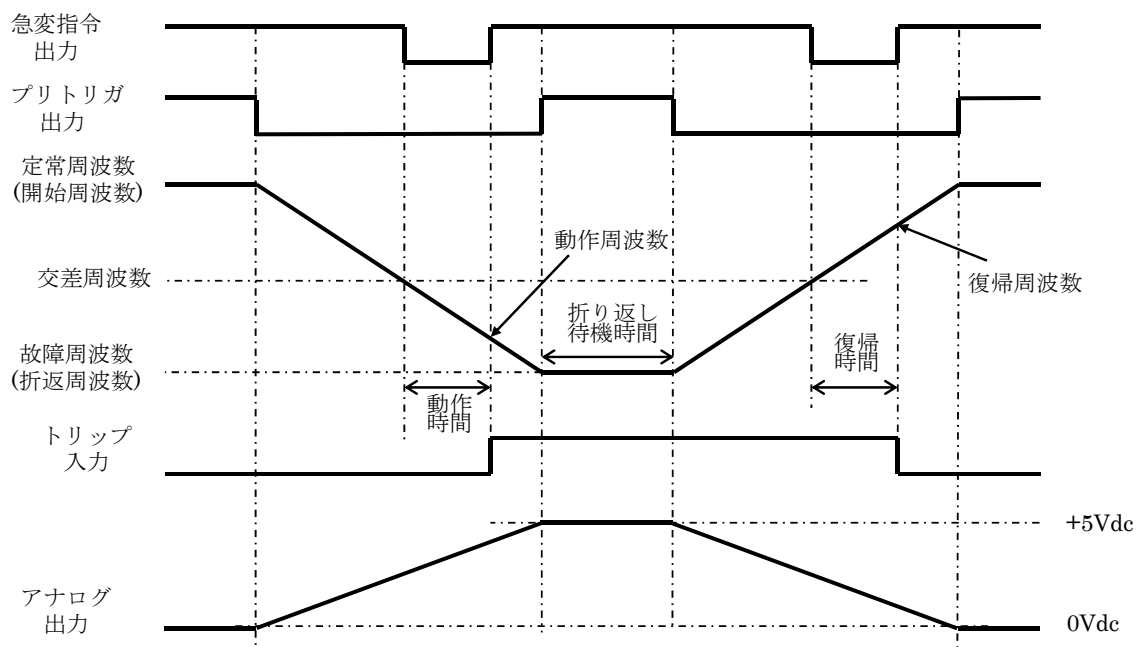 急変指令
出力
プリトリガ
出力
定常周波数
(開始周波数)
動作周波数
交差周波数
復帰周波数
折り返し
待機時間
復帰
時間
故障周波数
(折返周波数)
動作
時間
トリップ
入力
+5Vdc
アナログ
出力
0Vdc